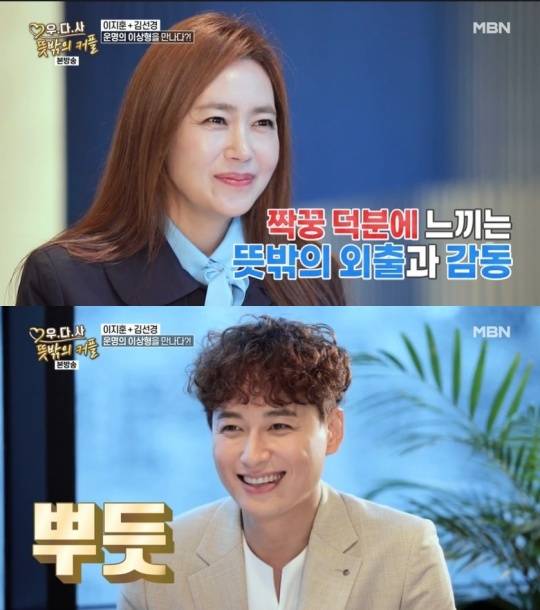 우.다.사
뜻밖의 커플
본방송
이지훈+김선경
운명의 이상형을 만나다?!
MBN
짝꿍 덕분에 느끼는
뜻밖의 외출과 감동
우.다.사
뜻밖의 커플
본방송
이지훈+김선경
운명의 이상형을 만나다?!
MBN
뿌듯